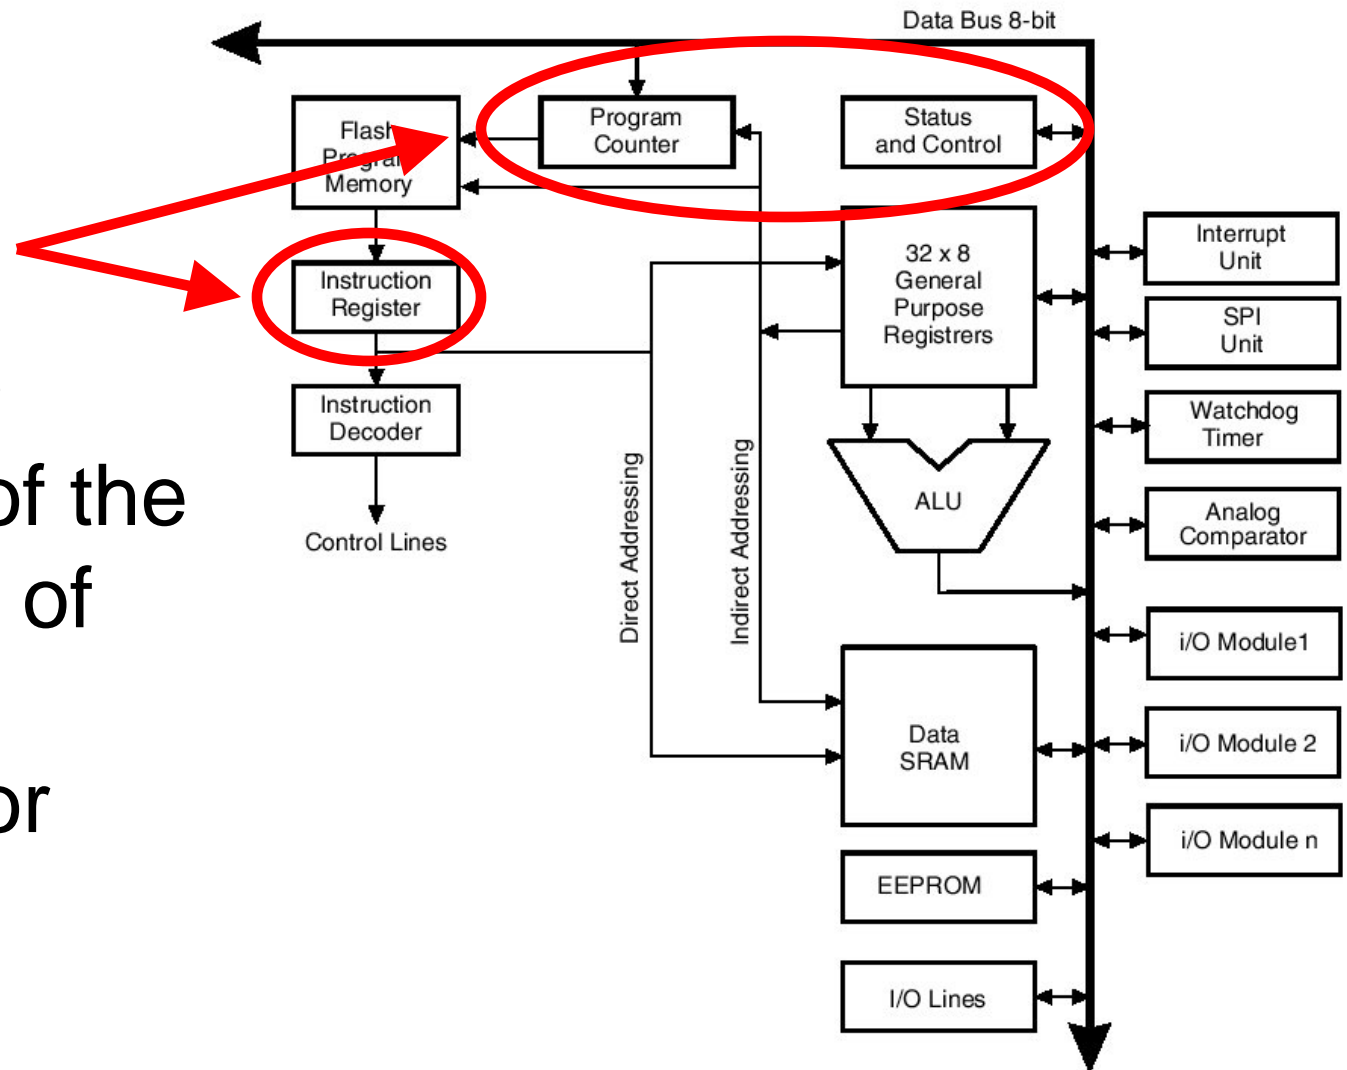 Data Bus 8-bit
Flash
Program
Memory
Program
Counter
Status
and Control
Instruction
Register
32 x 8
General
Purpose
Registrers
Interrupt
Unit
SPI
Unit
Instruction
Decoder
Watchdog
Timer
of the
Control Lines
Direct Addressing
Indirect Addressing
ALU
Analog
Comparator
of
i/O Module1
Data
SRAM
i/O Module 2
or
i/O Module n
EEPROM
I/O Lines